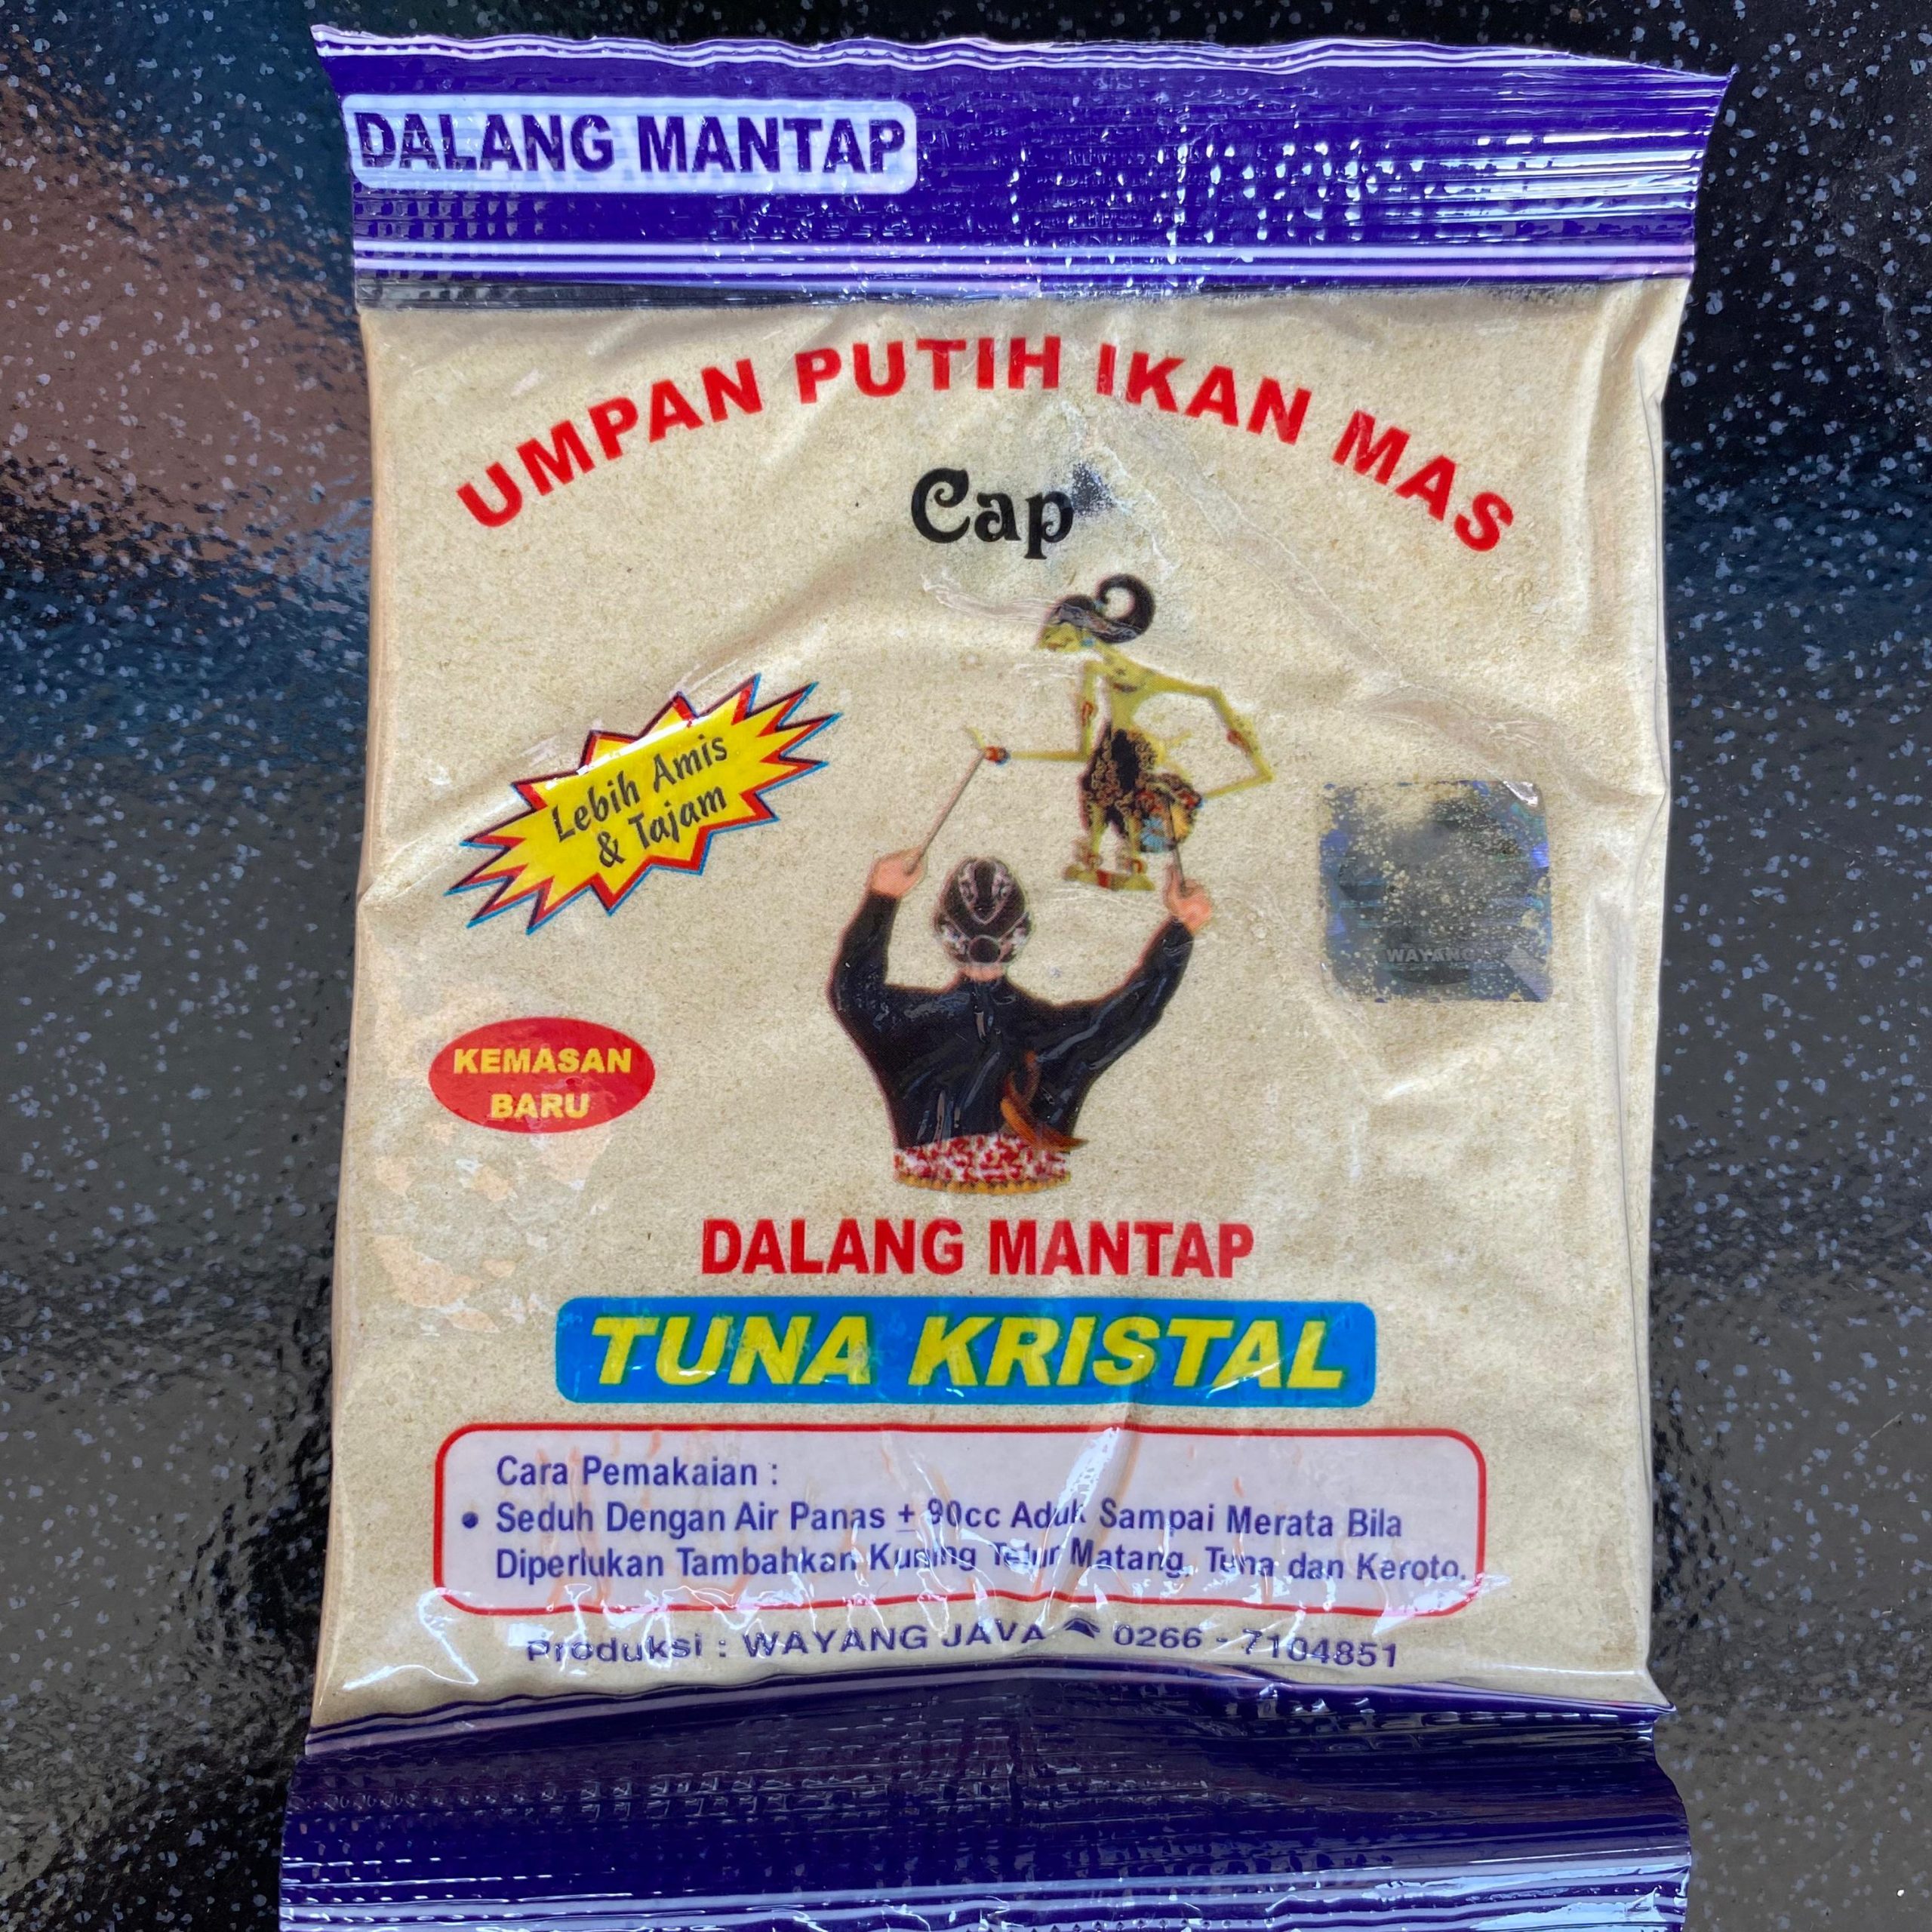 DALANG MANTAP
UMPAN PUTIH IKAN MAS
Cap
Lebih Amis
& Tajam
WAYANG
KEMASAN
BARU
DALANG MANTAP
TUNA KRISTAL
Cara Pemakaian :
• Seduh Dengan Air Panas ± 90cc Aduk Sampai Merata Bila
Diperlukan Tambahkan Kuning Telur Matang, Tuna dan Keroto.
Produksi : WAYANG JAVA ☎ 0266 - 7104851